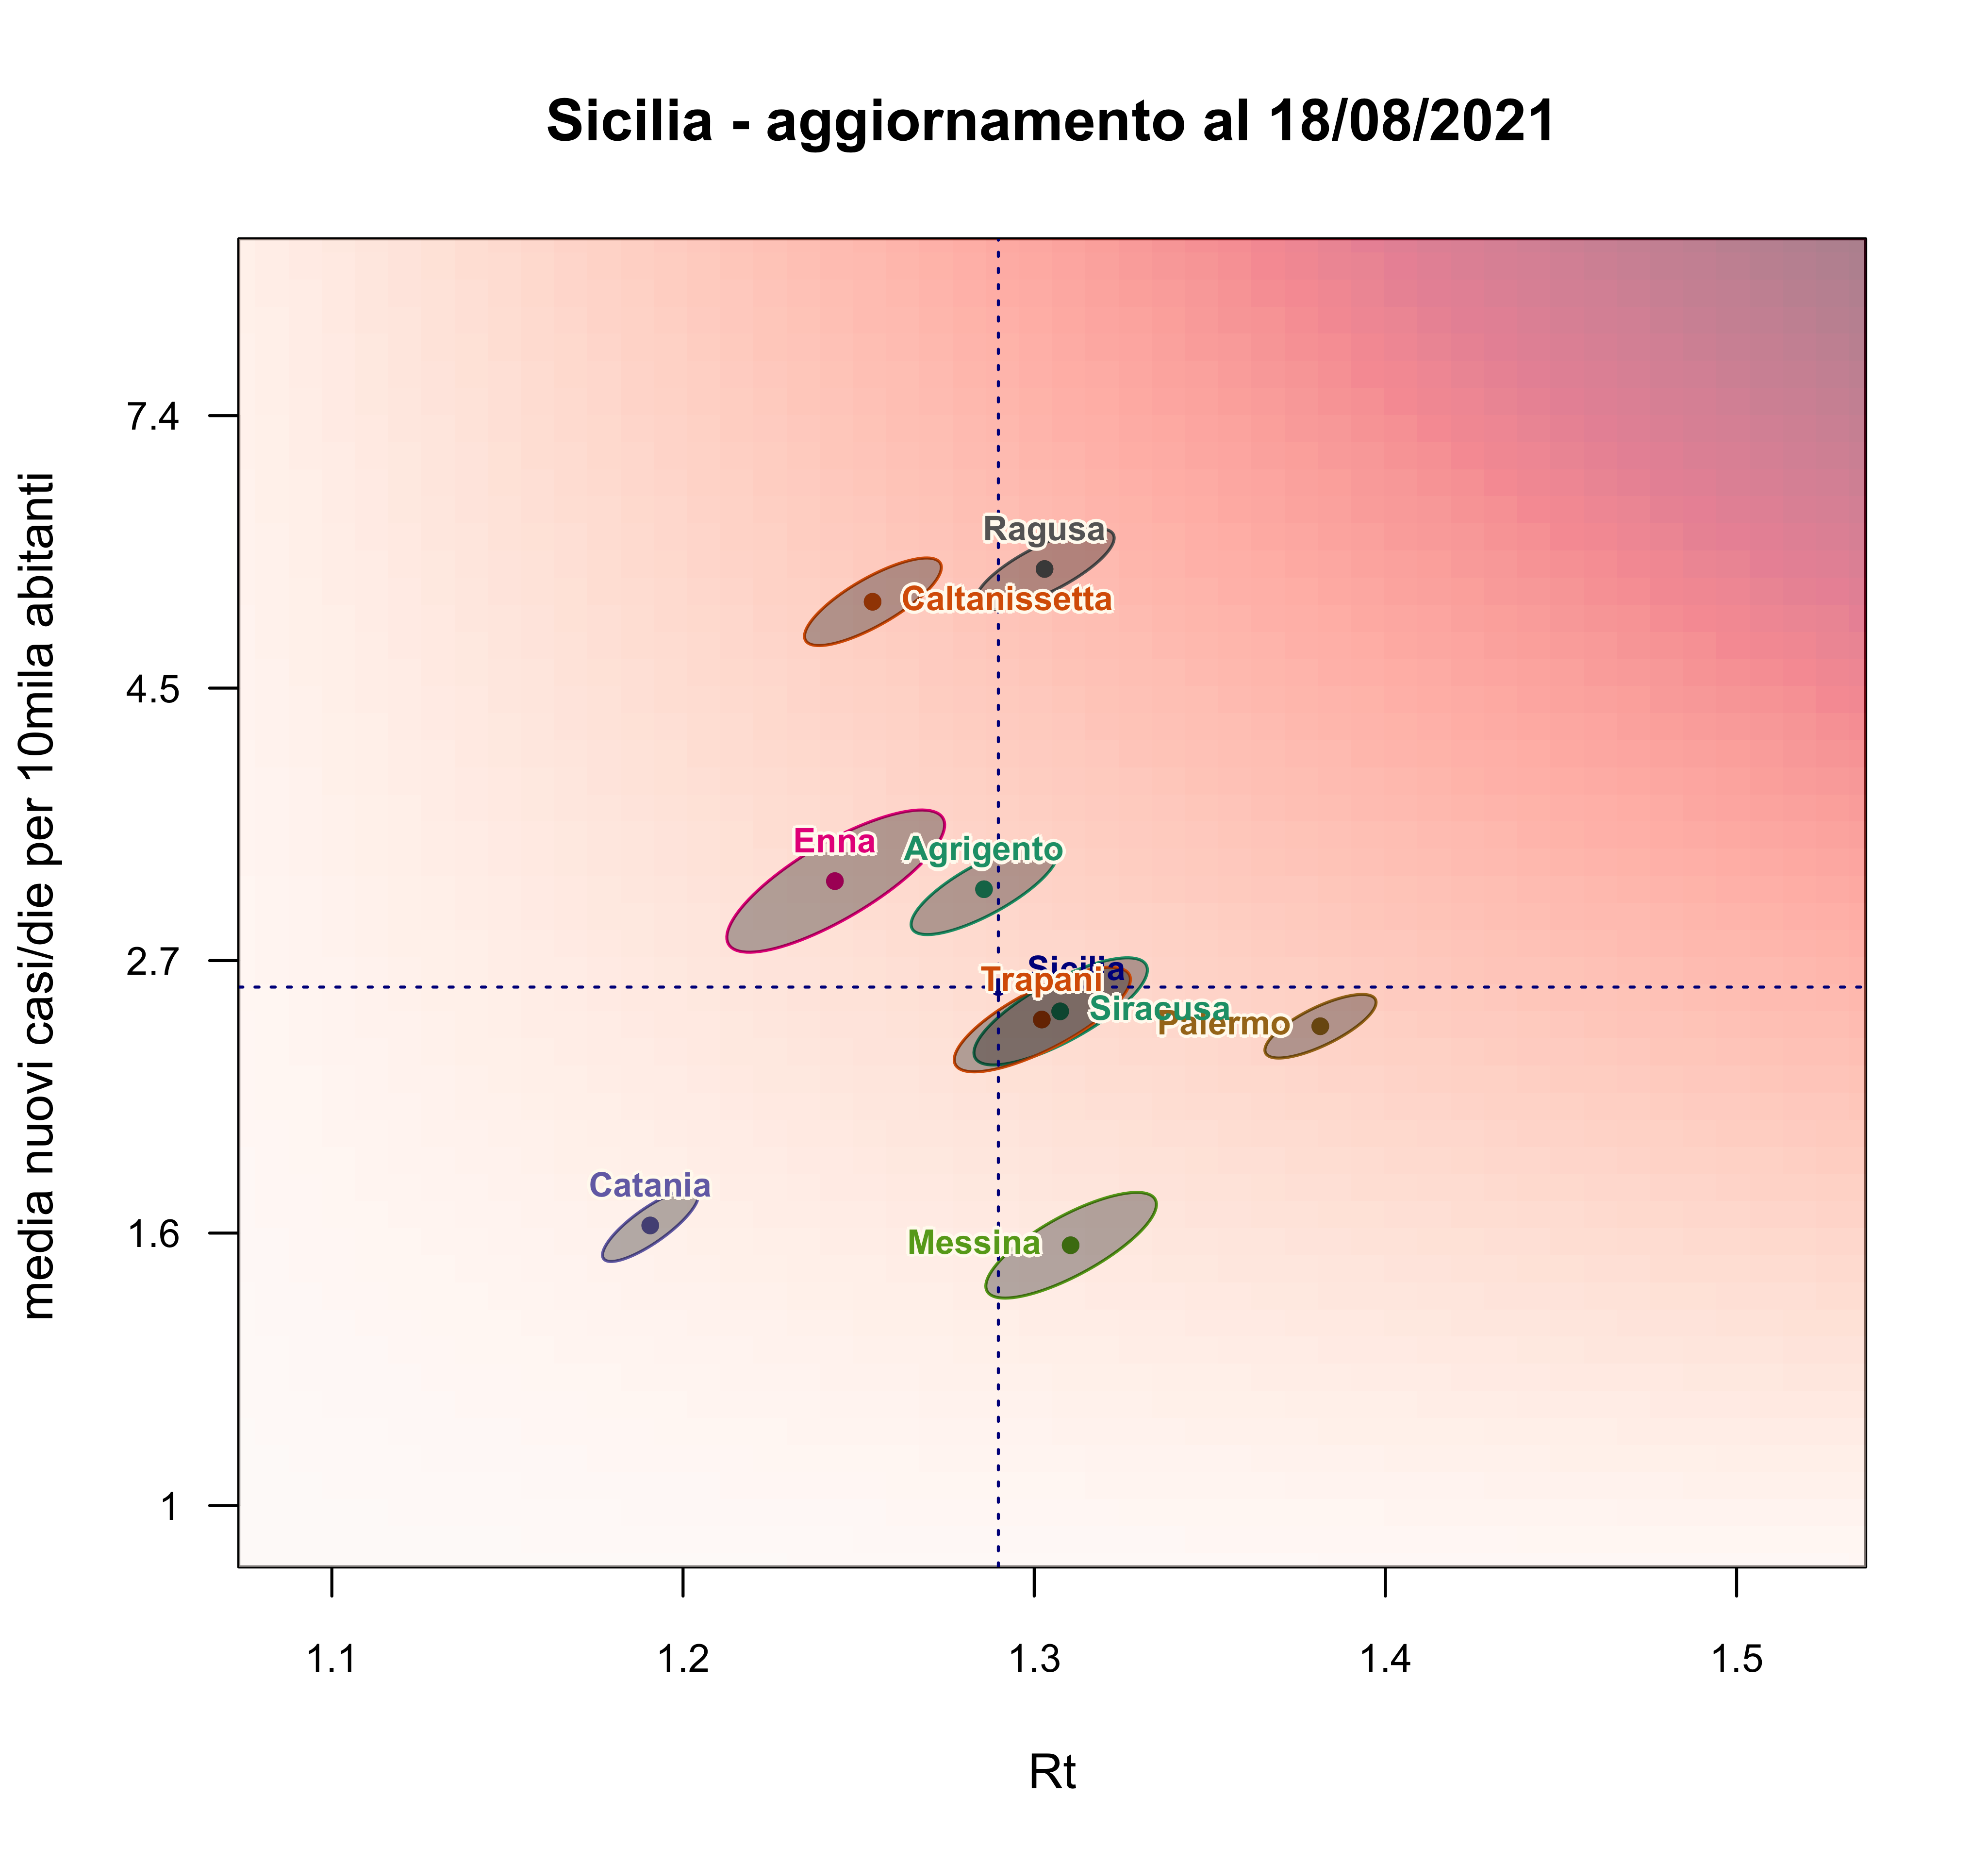 Sicilia - aggiornamento al 18/08/2021
media nuovi casi/die per 10mila abitanti
7.4
4.5
2.7
1.6
1
Ragusa
Caltanissetta
Enna
Agrigento
Sicilia
Trapani
Siracusa
Palermo
Catania
Messina
1.1
1.2
1.3
1.4
1.5
Rt